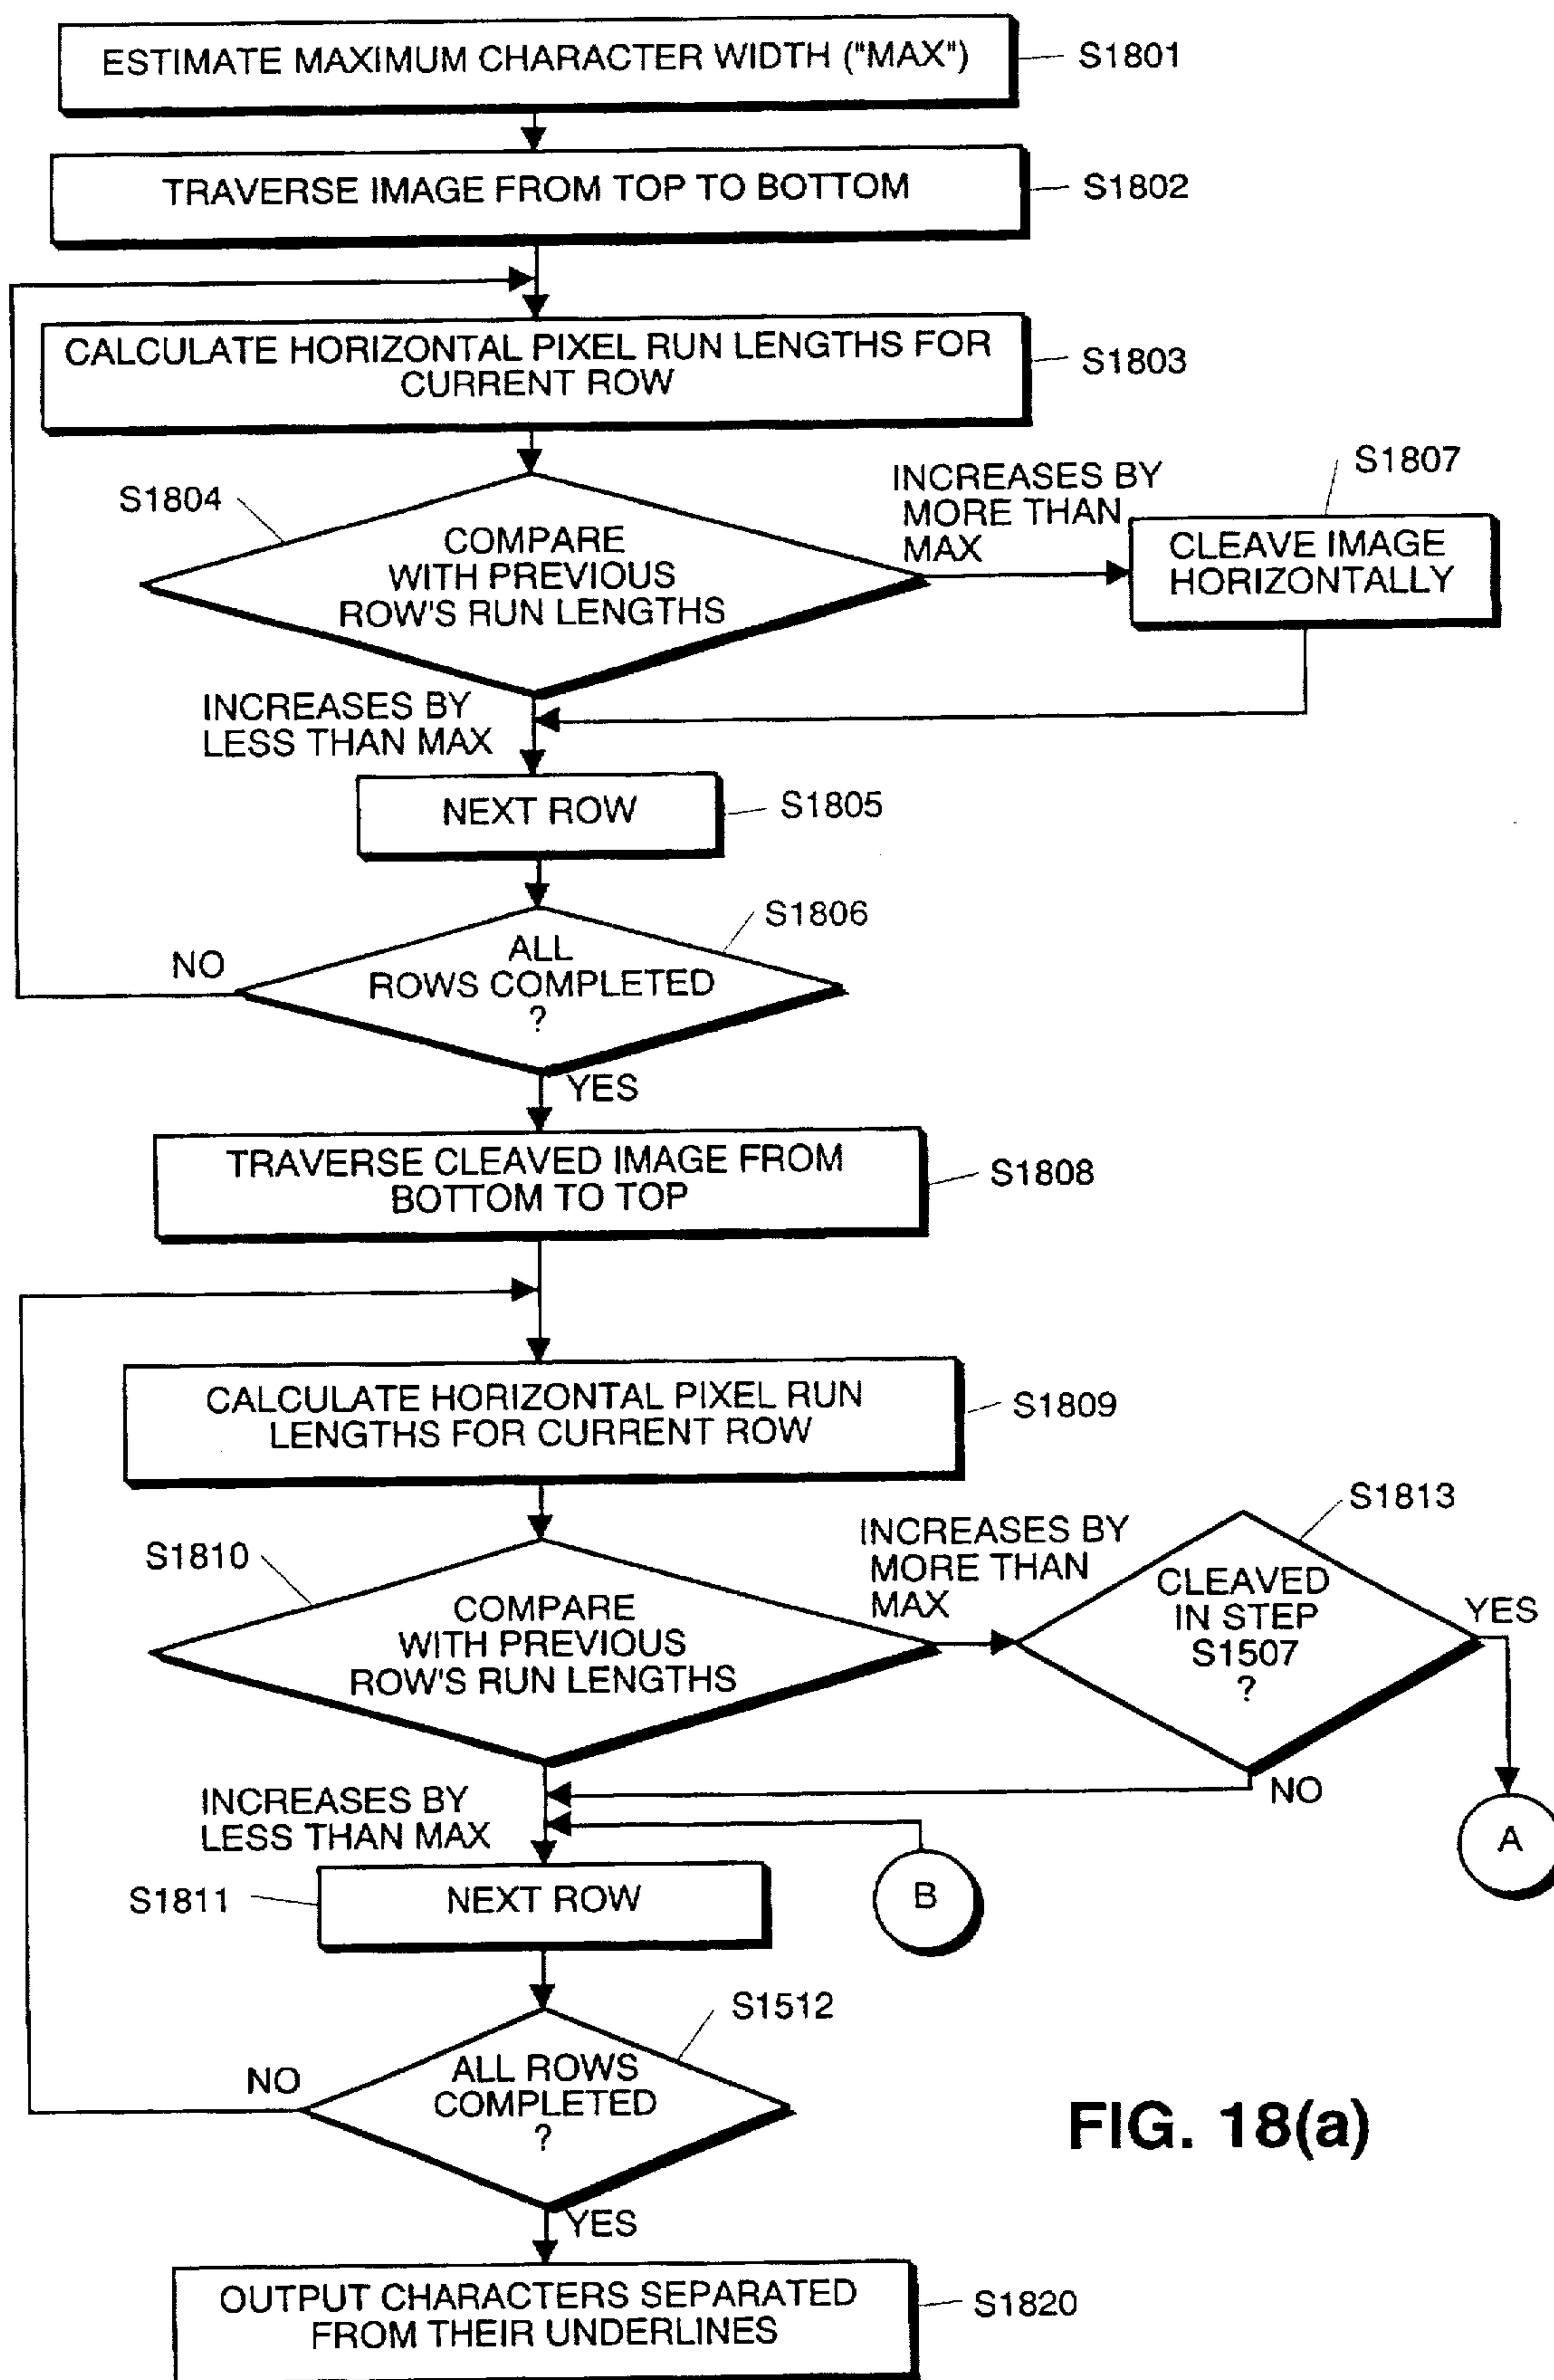 ESTIMATE MAXIMUM CHARACTER WIDTH ("MAX")
S1801
TRAVERSE IMAGE FROM TOP TO BOTTOM
S1802
CALCULATE HORIZONTAL PIXEL RUN LENGTHS FOR
CURRENT ROW
S1803
S1804
COMPARE
WITH PREVIOUS
ROW'S RUN LENGTHS
INCREASES BY
MORE THAN
MAX
S1807
CLEAVE IMAGE
HORIZONTALLY
INCREASES BY
LESS THAN MAX
NEXT ROW
S1805
S1806
ALL
ROWS COMPLETED
?
NO
YES
TRAVERSE CLEAVED IMAGE FROM
BOTTOM TO TOP
S1808
CALCULATE HORIZONTAL PIXEL RUN
LENGTHS FOR CURRENT ROW
S1809
S1810
COMPARE
WITH PREVIOUS
ROW'S RUN LENGTHS
INCREASES BY
MORE THAN
MAX
S1813
CLEAVED
IN STEP
S1507
?
YES
NO
A
INCREASES BY
LESS THAN MAX
B
S1811
NEXT ROW
S1512
ALL ROWS
COMPLETED
?
NO
YES
FIG. 18(a)
OUTPUT CHARACTERS SEPARATED
FROM THEIR UNDERLINES
S1820